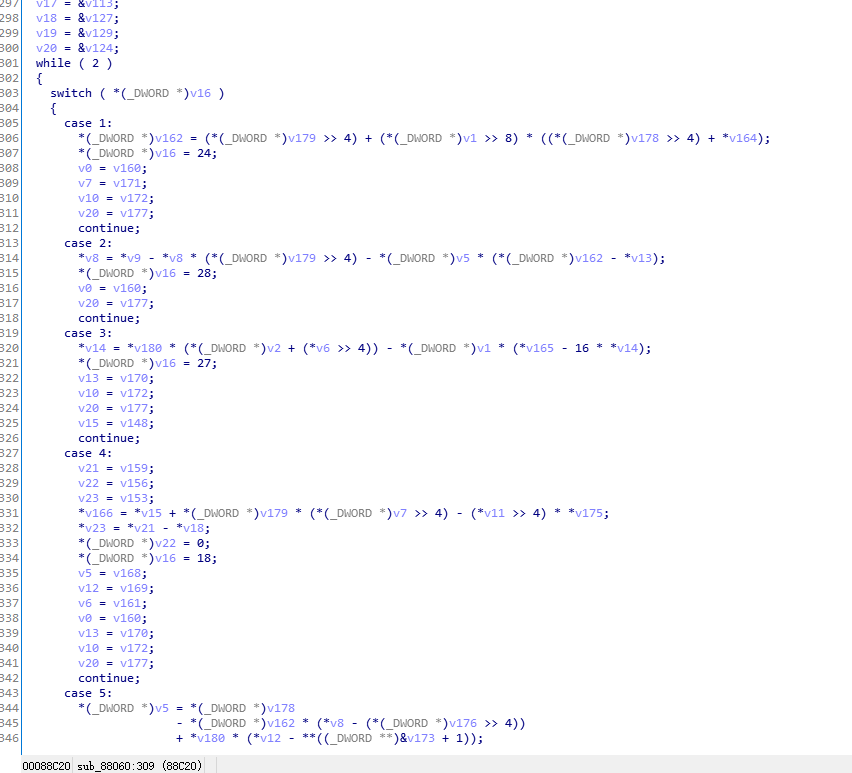 297 v17 = &v113;
298 v18 = &v127;
299 v19 = &v129;
300 v20 = &v124;
301 while ( 2 )
302 {
303 switch ( *(_DWORD *)v16 )
304 {
305 case 1:
306 *(_DWORD *)v162 = (*(_DWORD *)v179 >> 4) + (*(_DWORD *)v1 >> 8) * ((*(_DWORD *)v178 >> 4) + *v164);
307 *(_DWORD *)v16 = 24;
308 v0 = v160;
309 v7 = v171;
310 v10 = v172;
311 v20 = v177;
312 continue;
313 case 2:
314 *v8 = *v9 - *v8 * (*(_DWORD *)v179 >> 4) - *(_DWORD *)v5 * (*(_DWORD *)v162 - *v13);
315 *(_DWORD *)v16 = 28;
316 v0 = v160;
317 v20 = v177;
318 continue;
319 case 3:
320 *v14 = *v180 * (*(_DWORD *)v2 + (*v6 >> 4)) - *(_DWORD *)v1 * (*v165 - 16 * *v14);
321 *(_DWORD *)v16 = 27;
322 v13 = v170;
323 v10 = v172;
324 v20 = v177;
325 v15 = v148;
326 continue;
327 case 4:
328 v21 = v159;
329 v22 = v156;
330 v23 = v153;
331 *v166 = *v15 + *(_DWORD *)v179 * (*(_DWORD *)v7 >> 4) - (*v11 >> 4) * *v175;
332 *v23 = *v21 - *v18;
333 *(_DWORD *)v22 = 0;
334 *(_DWORD *)v16 = 18;
335 v5 = v168;
336 v12 = v169;
337 v6 = v161;
338 v0 = v160;
339 v13 = v170;
340 v10 = v172;
341 v20 = v177;
342 continue;
343 case 5:
344 *(_DWORD *)v5 = *(_DWORD *)v178
345 - *(_DWORD *)v162 * (*v8 - (*(_DWORD *)v176 >> 4))
346 + *v180 * (*v12 - **((_DWORD **)&v173 + 1));
00088C20 sub_88060:309 (88C20)